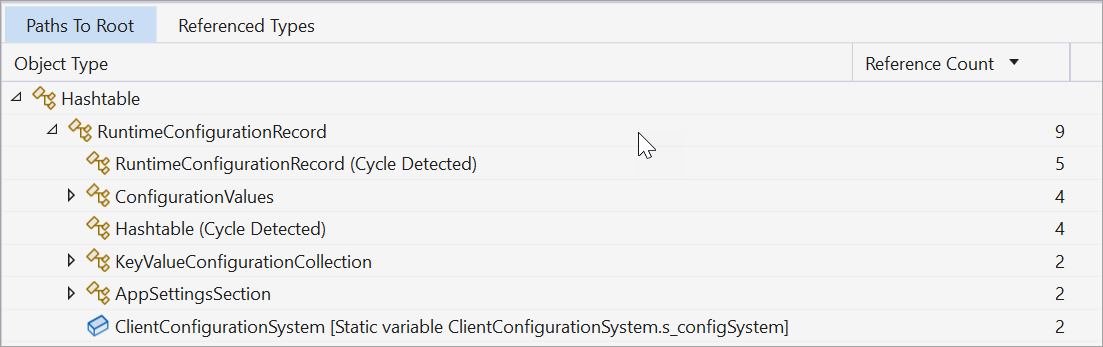 Paths To Root Referenced Types
Object Type Reference Count
Hashtable
RuntimeConfigurationRecord 9
RuntimeConfigurationRecord (Cycle Detected) 5
ConfigurationValues 4
Hashtable (Cycle Detected) 4
KeyValueConfigurationCollection 2
AppSettingsSection 2
ClientConfigurationSystem [Static variable ClientConfigurationSystem.s_configSystem] 2